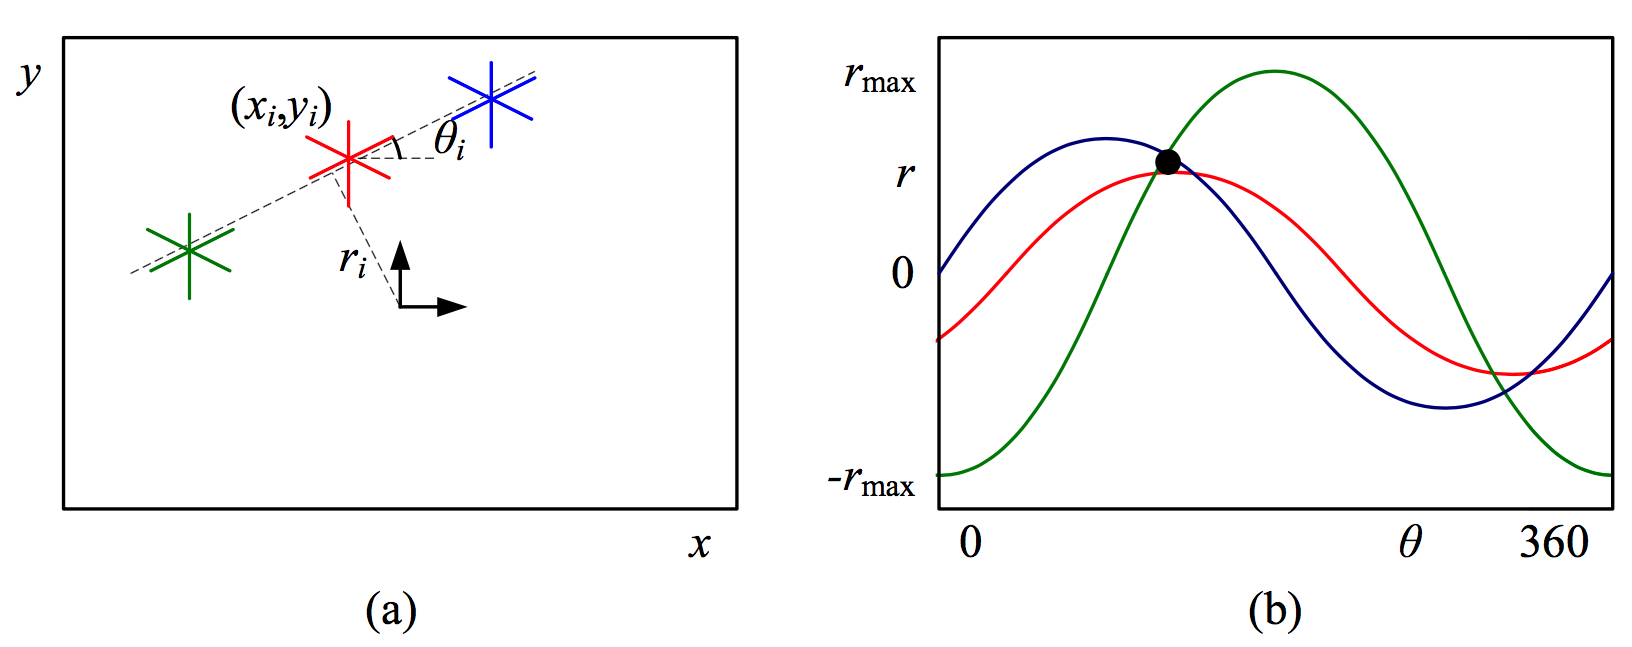 y
(xᵢ,yᵢ)
θᵢ
rᵢ
x
(a)
rₘₐₓ
r
0
-rₘₐₓ
0 θ 360
(b)